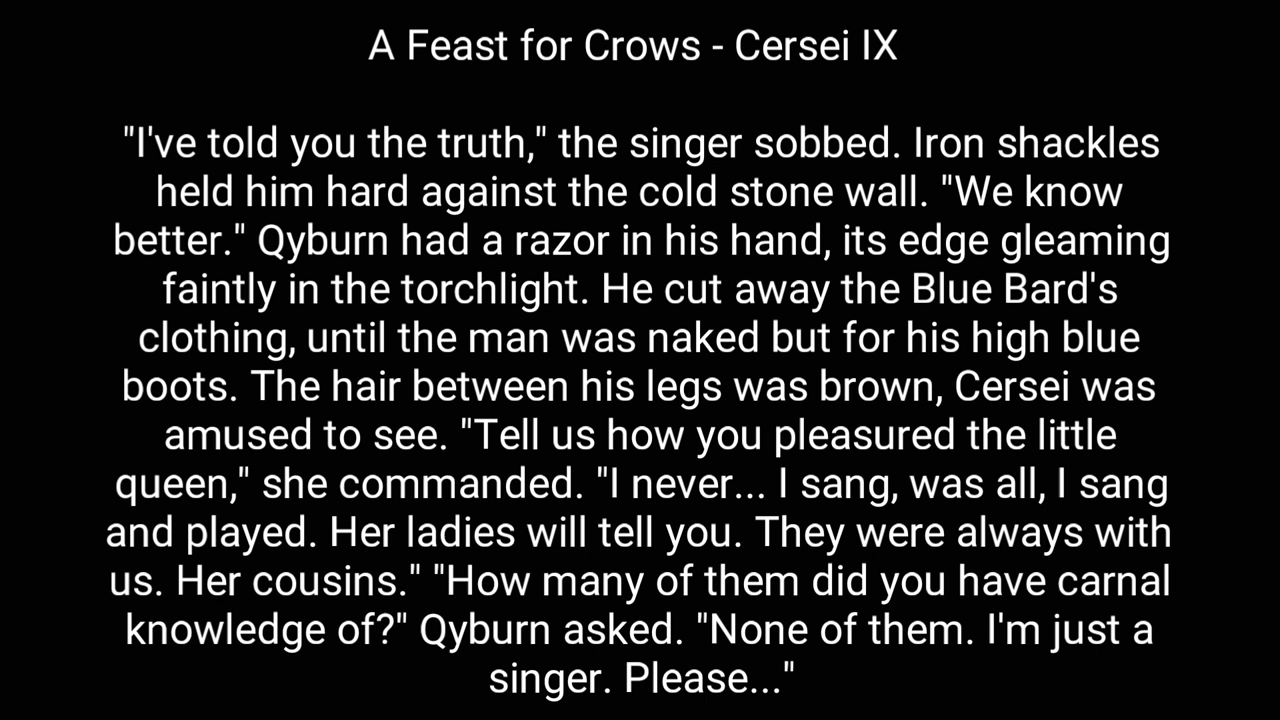 A Feast for Crows - Cersei IX
"I've told you the truth," the singer sobbed. Iron shackles
held him hard against the cold stone wall. "We know
better." Qyburn had a razor in his hand, its edge gleaming
faintly in the torchlight. He cut away the Blue Bard's
clothing, until the man was naked but for his high blue
boots. The hair between his legs was brown, Cersei was
amused to see. "Tell us how you pleasured the little
queen," she commanded. "I never... I sang, was all, I sang
and played. Her ladies will tell you. They were always with
us. Her cousins." "How many of them did you have carnal
knowledge of?" Qyburn asked. "None of them. I'm just a
singer. Please..."